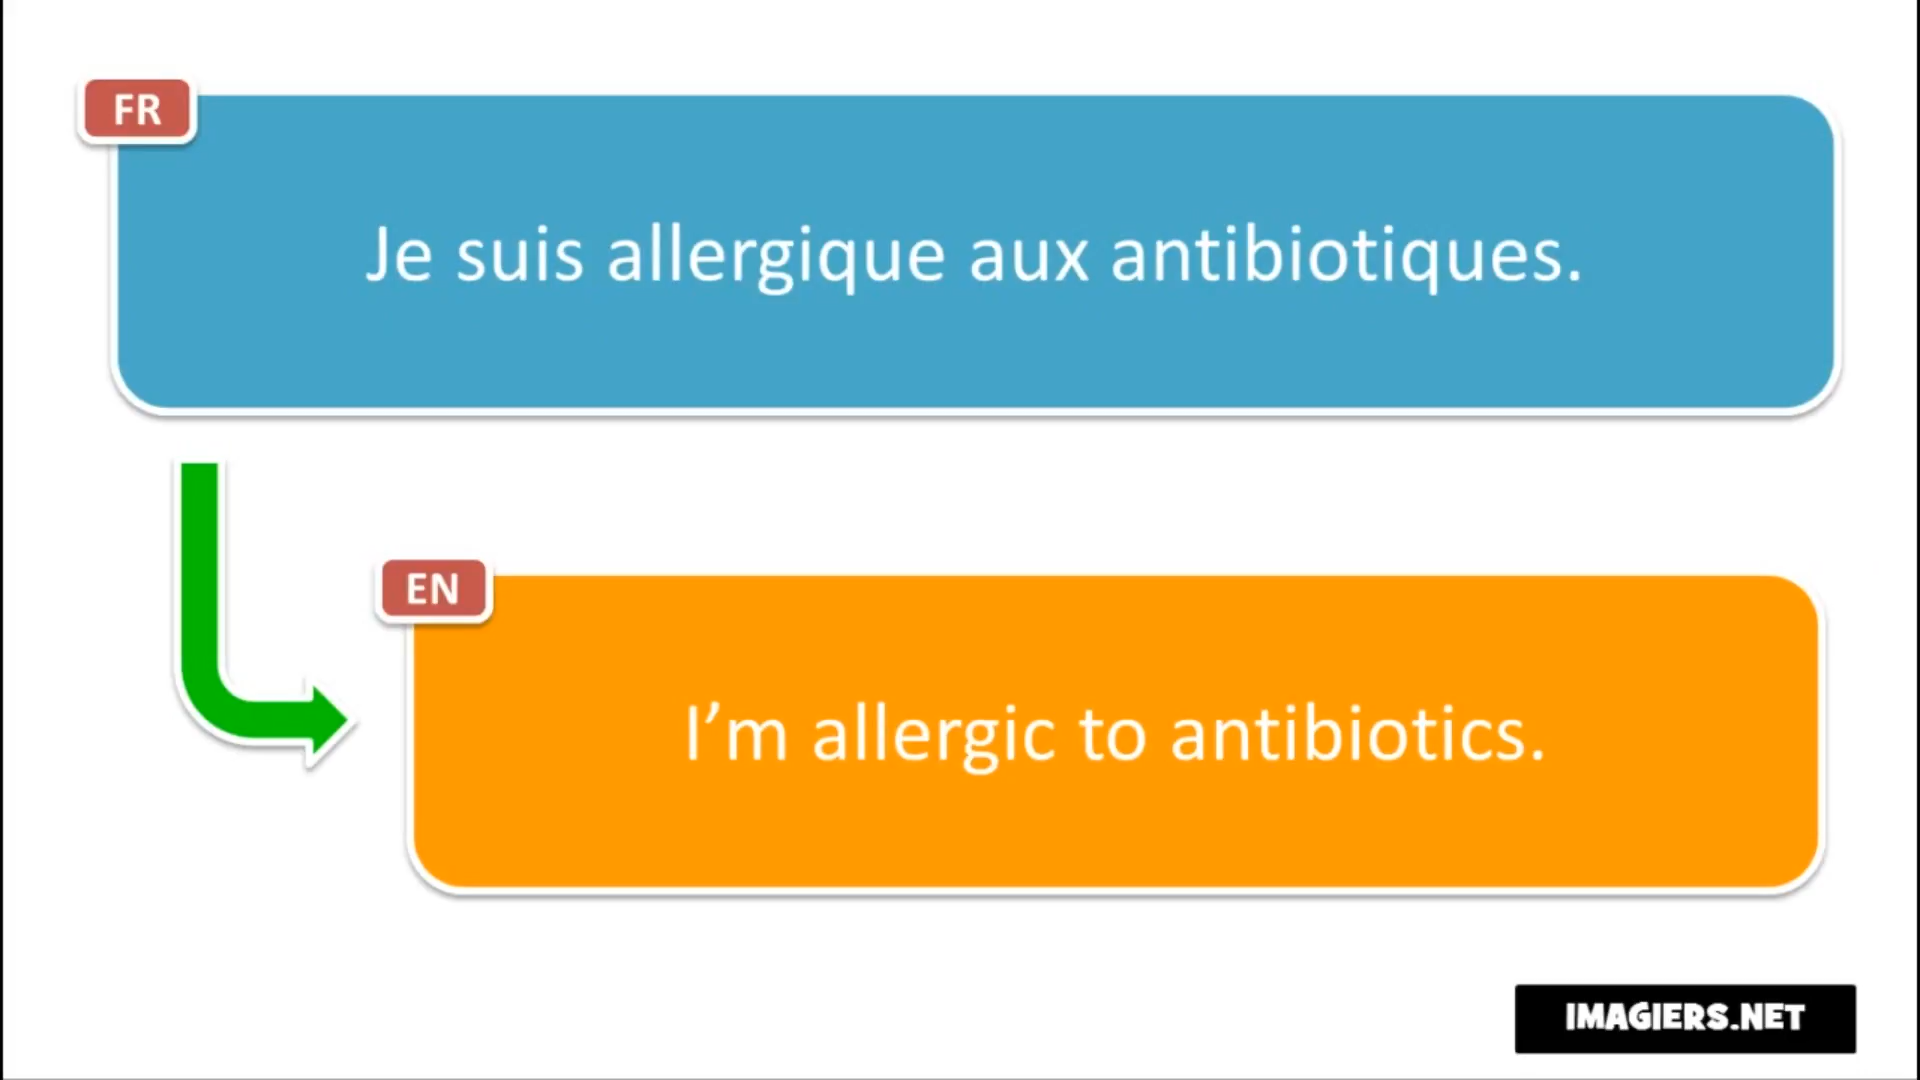 FR
Je suis allergique aux antibiotiques.
EN
I’m allergic to antibiotics.
IMAGIERS.NET